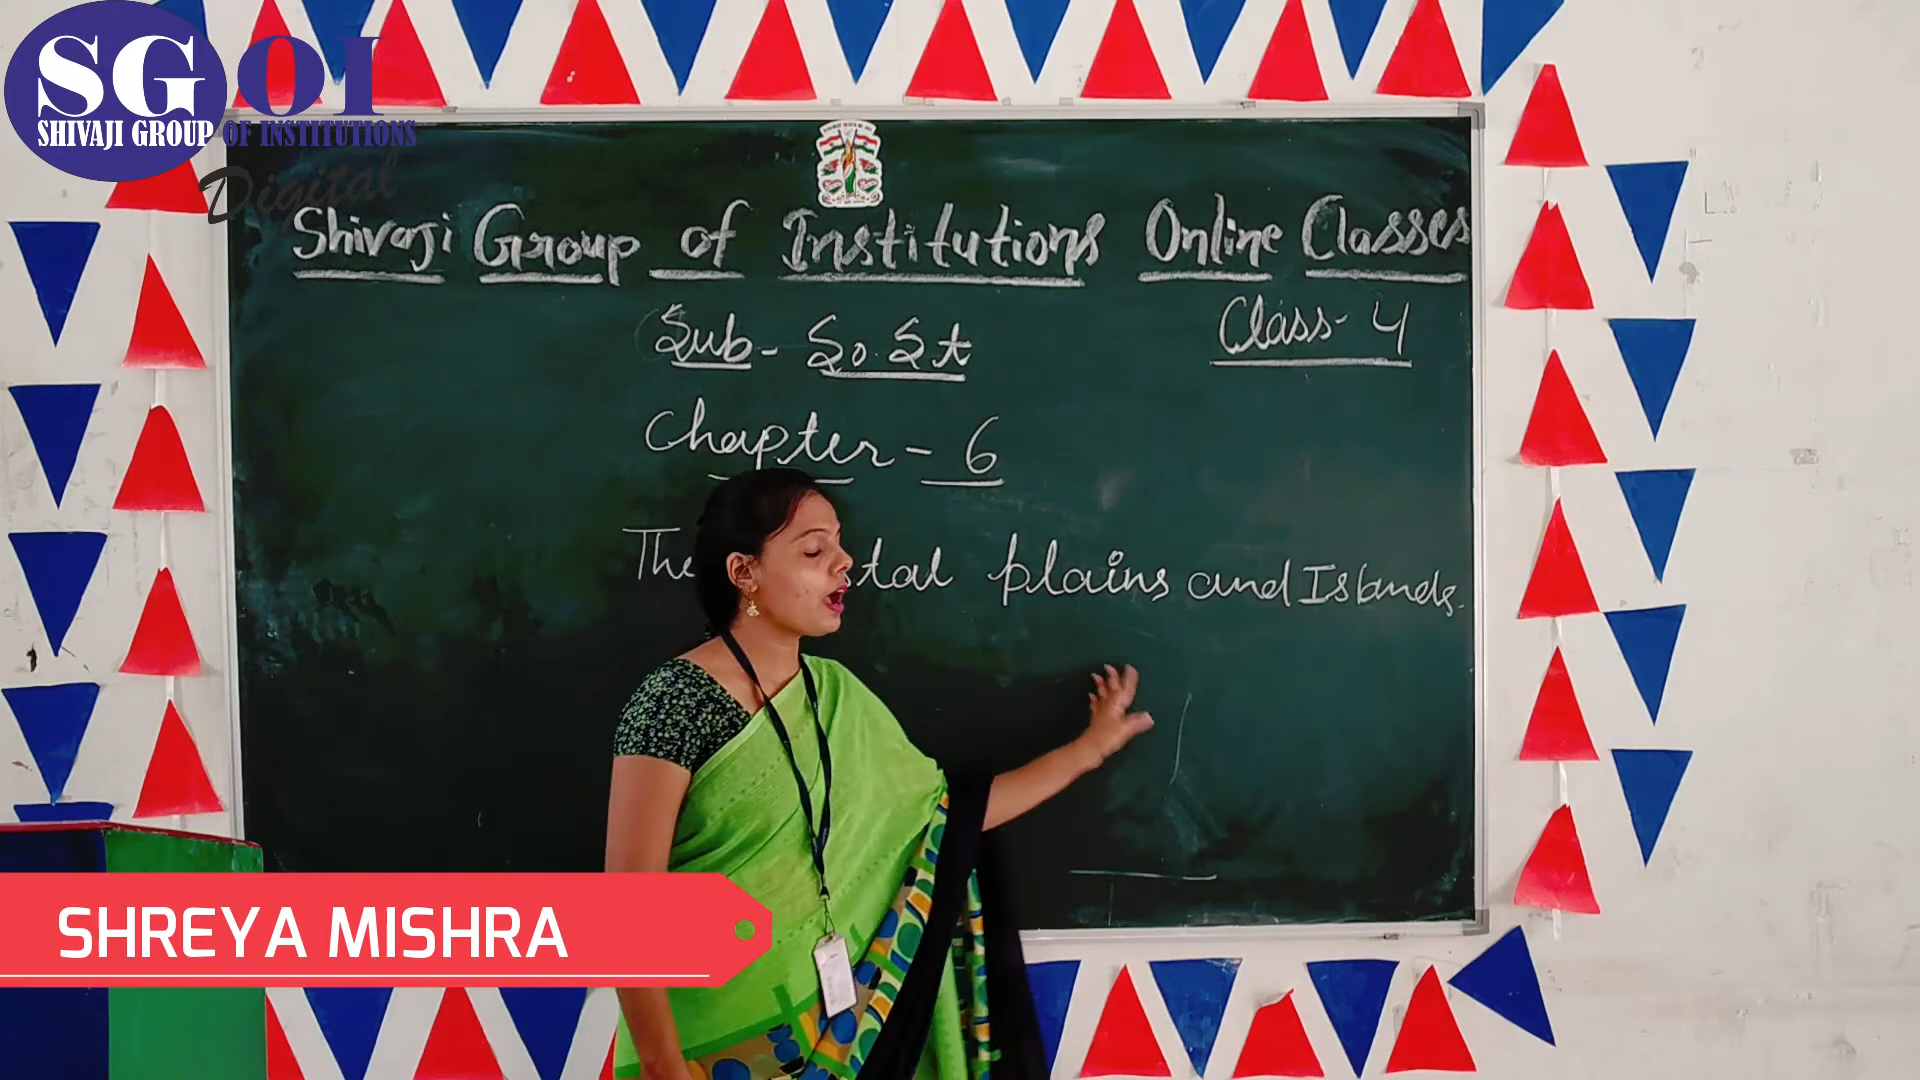 SGOI
SHIVAJI GROUP OF INSTITUTIONS
Digital
Shivaji Group of Institutions Online Classes
Sub- So.St
Class- 4
Chapter - 6
The tal plains and Islands.
SHREYA MISHRA